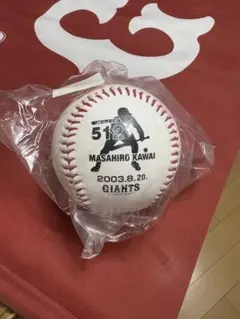 512
MASAHIRO KAWAI
2003.8.20.
GIANTS